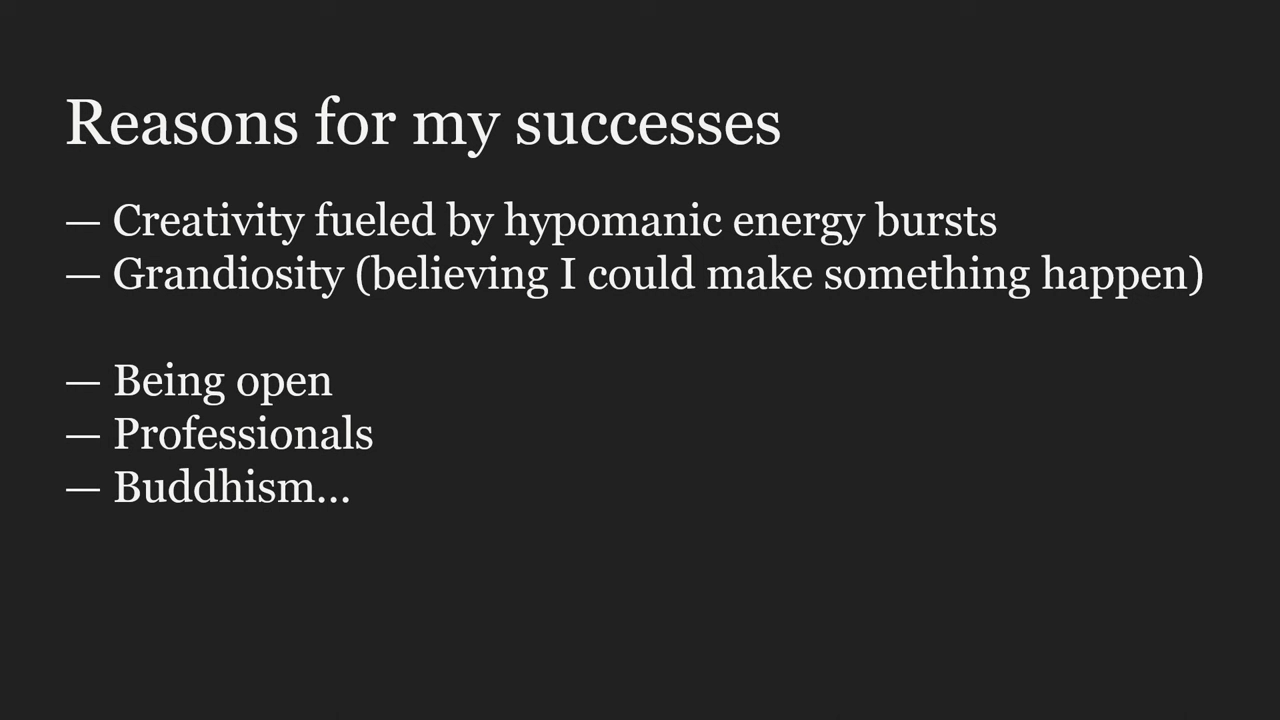 Reasons for my successes
— Creativity fueled by hypomanic energy bursts
— Grandiosity (believing I could make something happen)
— Being open
— Professionals
— Buddhism...